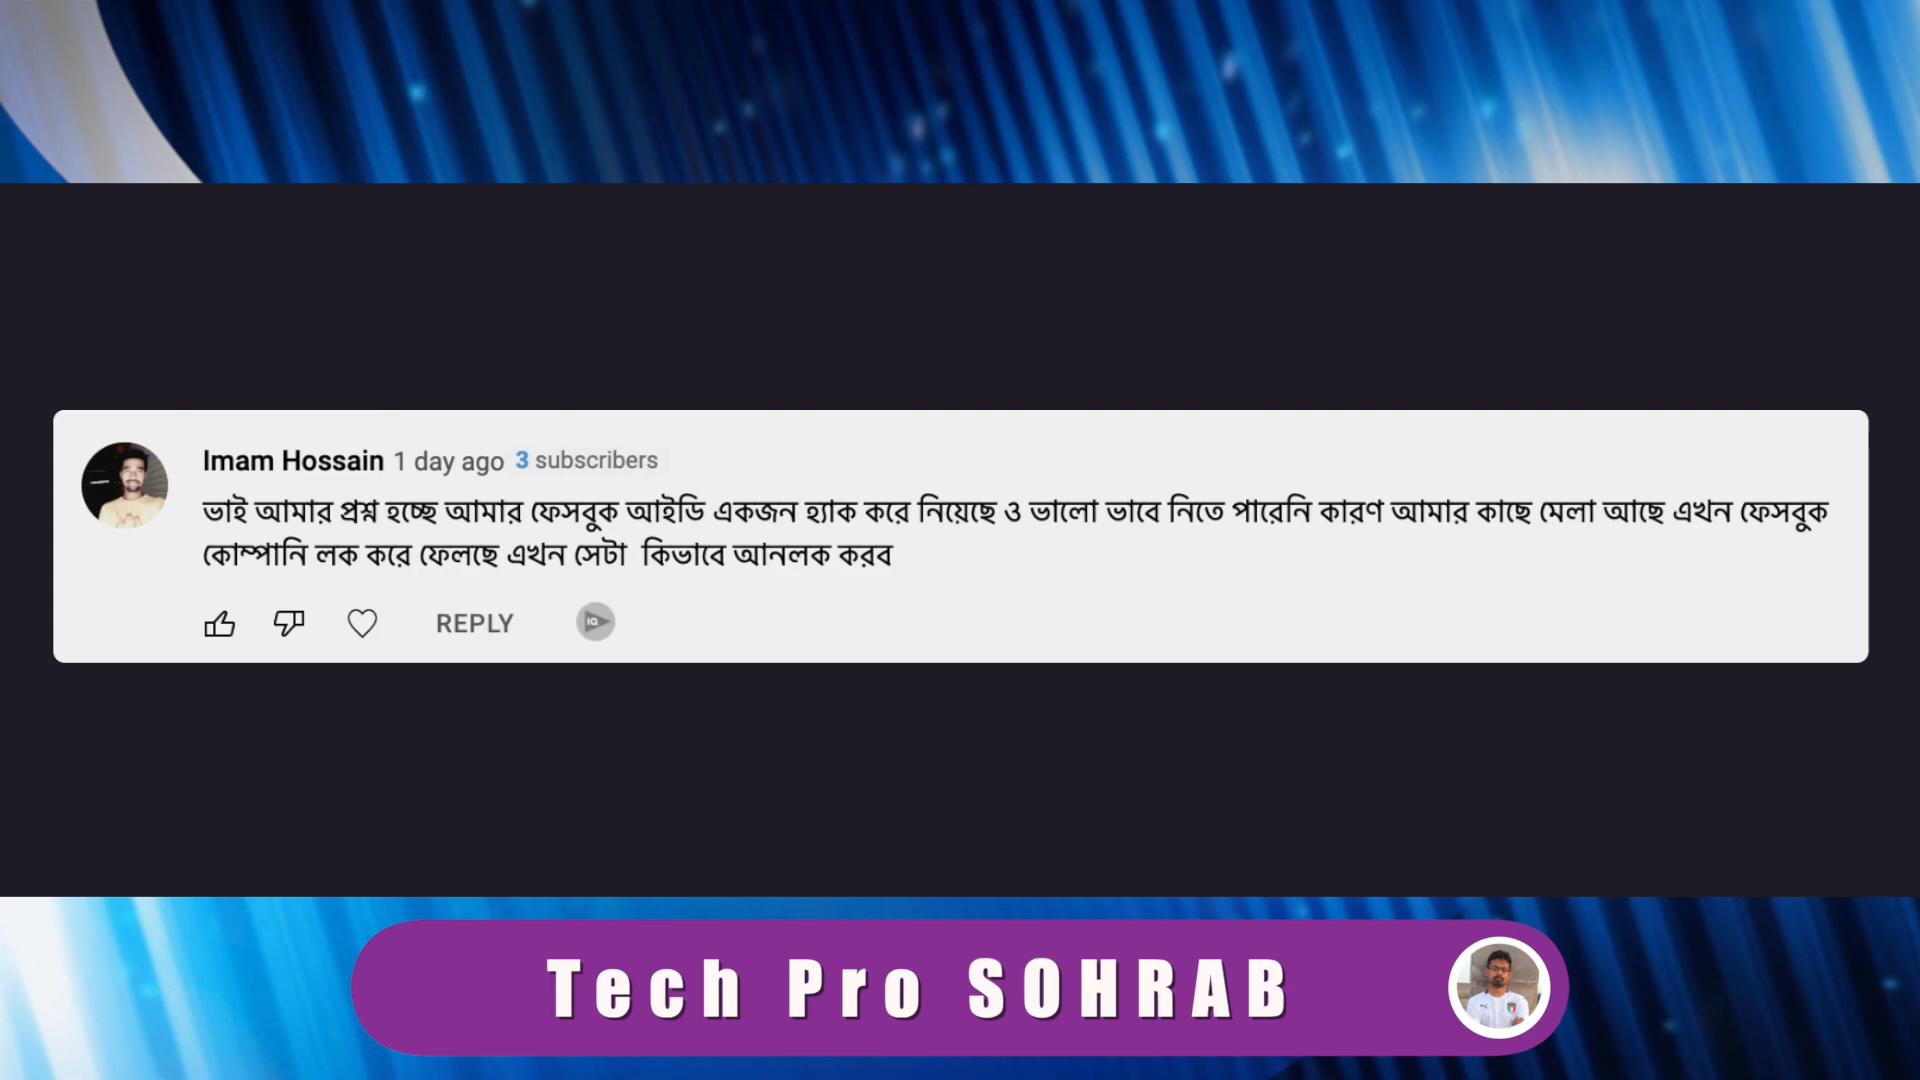 Imam Hossain 1 day ago 3 subscribers
ভাই আমার প্রশ্ন হচ্ছে আমার ফেসবুক আইডি একজন হ্যাক করে নিয়েছে ও ভালো ভাবে নিতে পারেনি কারণ আমার কাছে মেলা আছে এখন ফেসবুক
কোম্পানি লক করে ফেলছে এখন সেটা কিভাবে আনলক করব
REPLY
IQ
Tech Pro SOHRAB